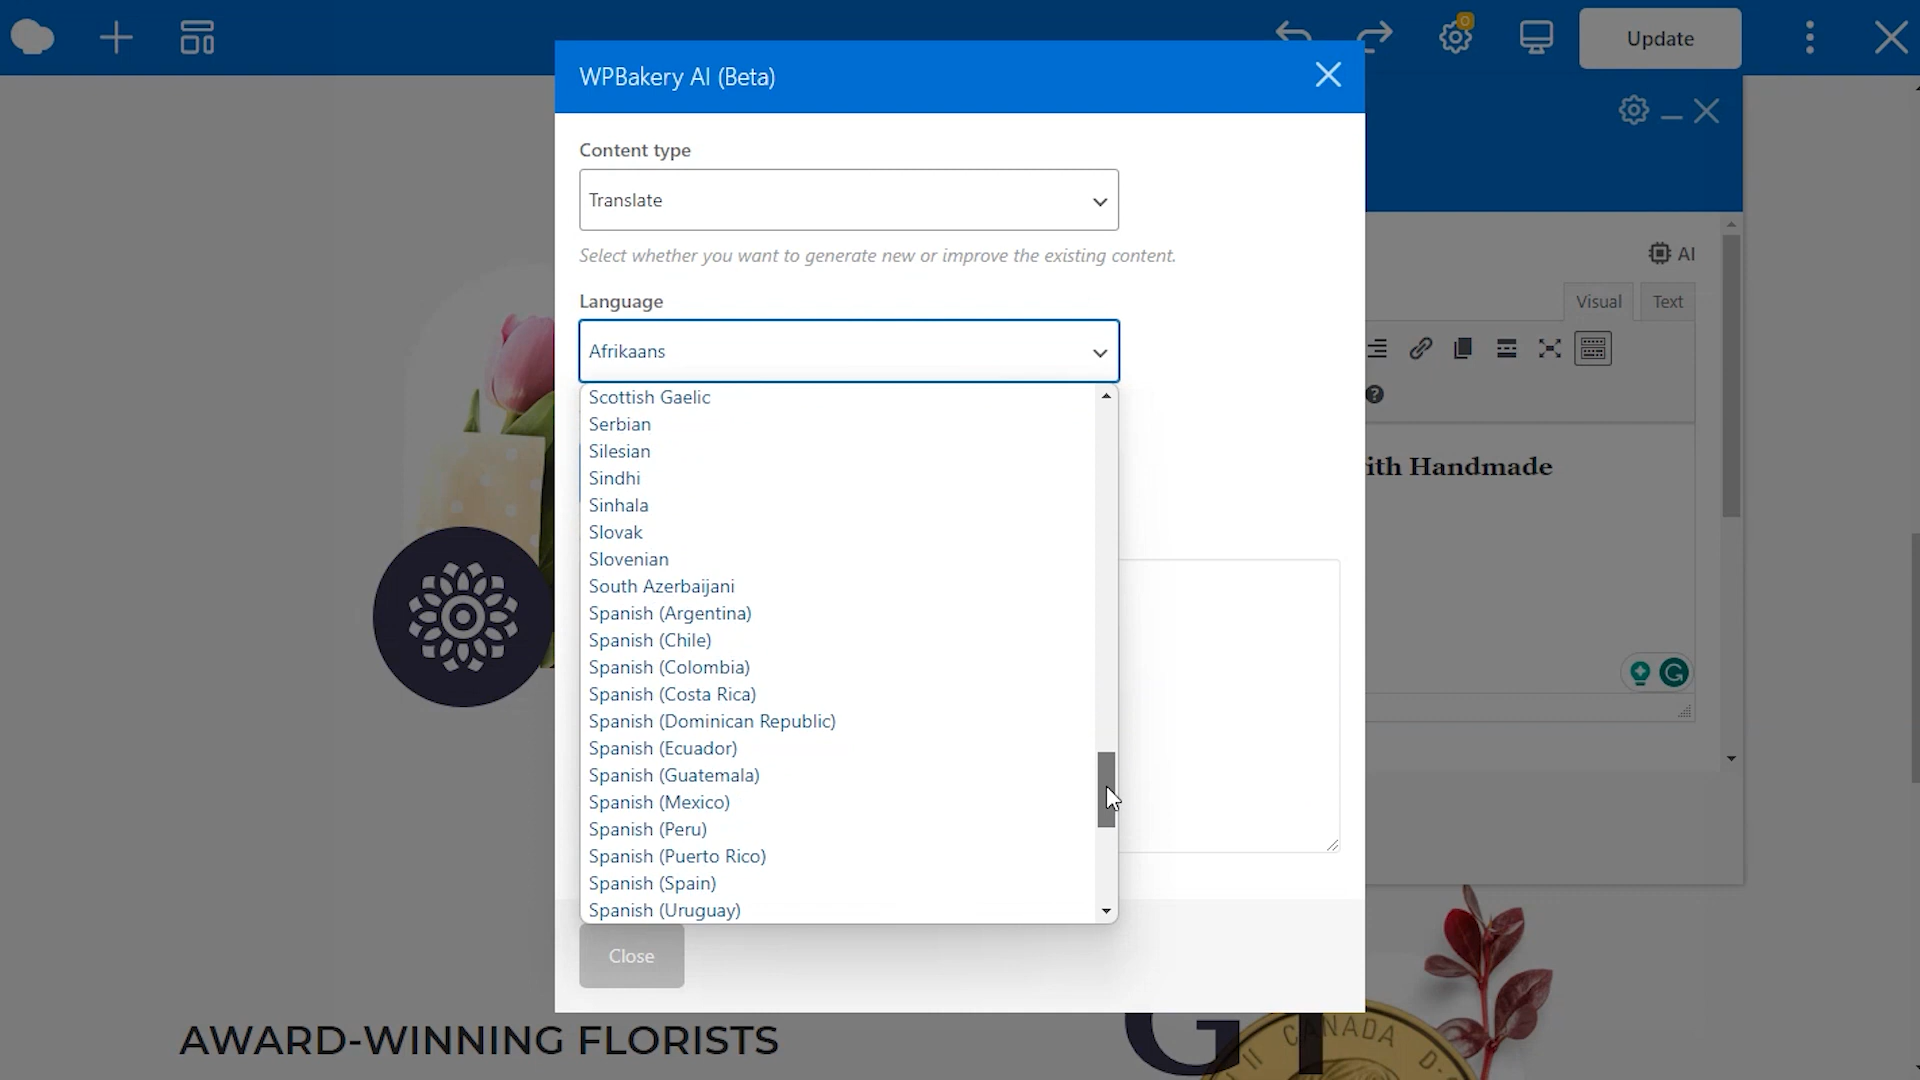 0
Update
WPBakery AI (Beta)
Content type
Translate
Select whether you want to generate new or improve the existing content.
Language
Afrikaans
Scottish Gaelic
Serbian
Silesian
Sindhi
Sinhala
Slovak
Slovenian
South Azerbaijani
Spanish (Argentina)
Spanish (Chile)
Spanish (Colombia)
Spanish (Costa Rica)
Spanish (Dominican Republic)
Spanish (Ecuador)
Spanish (Guatemala)
Spanish (Mexico)
Spanish (Peru)
Spanish (Puerto Rico)
Spanish (Spain)
Spanish (Uruguay)
Close
AI
Visual Text
Handmade
AWARD-WINNING FLORISTS
CANADA